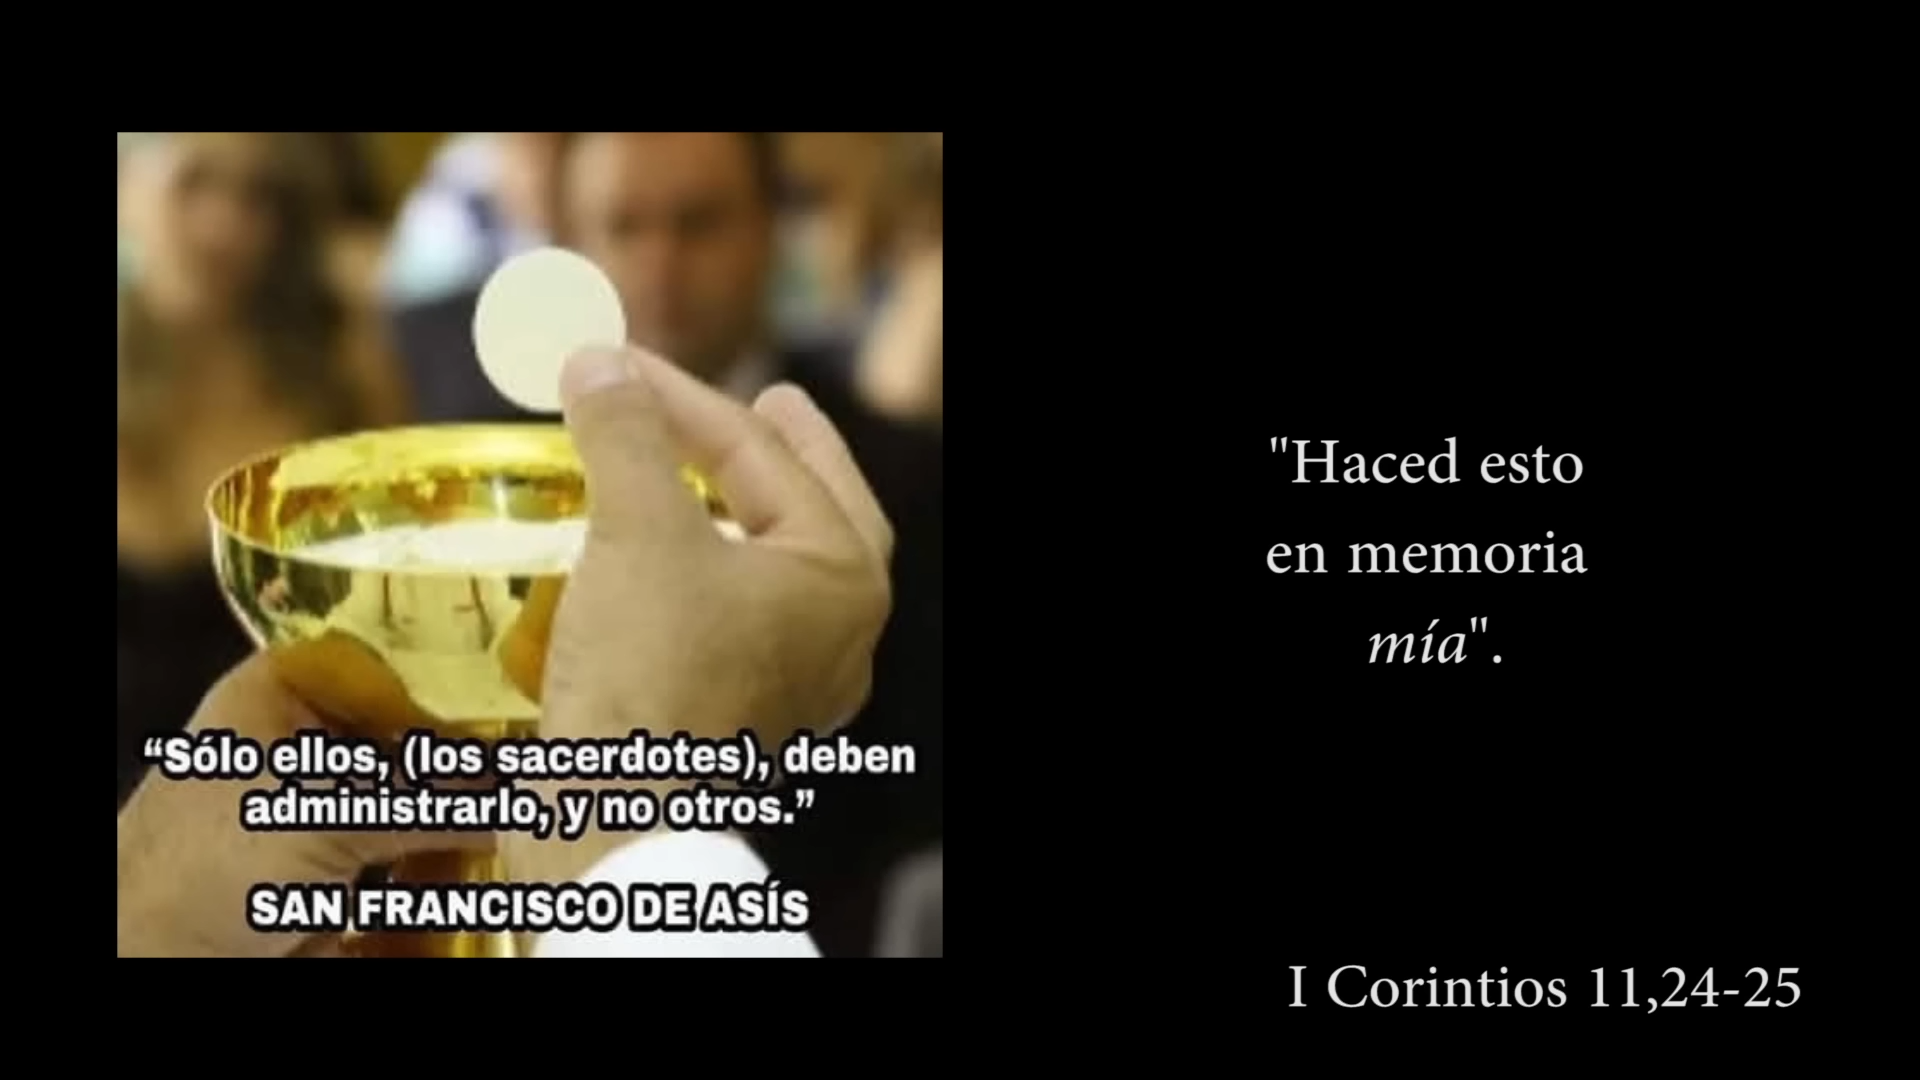 “Sólo ellos, (los sacerdotes), deben
administrarlo, y no otros.”
SAN FRANCISCO DE ASÍS
"Haced esto
en memoria
mía".
I Corintios 11,24-25